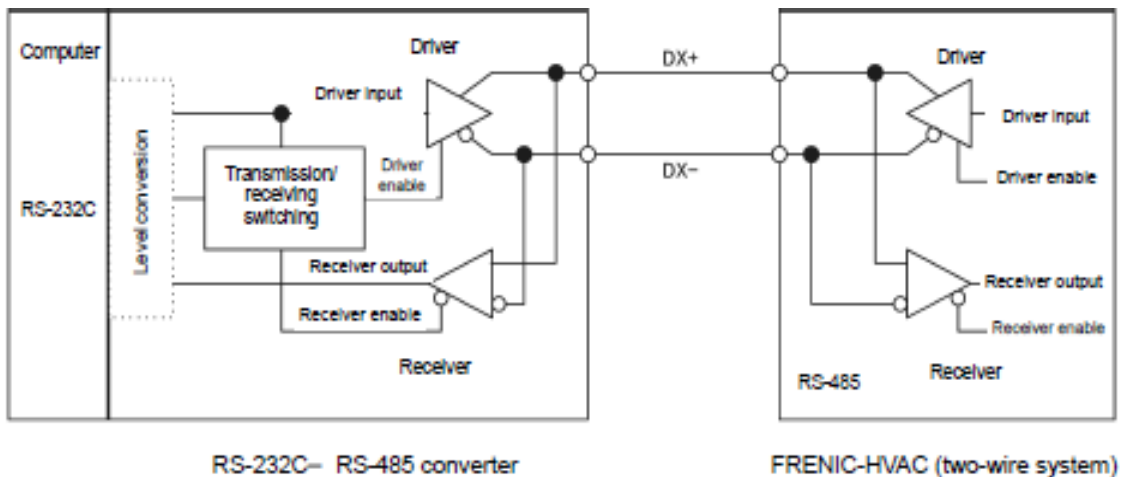 Computer
RS-232C
Level conversion
Driver
Driver input
Driver
enable
Transmission/
receiving
switching
Receiver output
Receiver enable
Receiver
DX+
DX−
Driver
Driver input
Driver enable
Receiver output
Receiver enable
RS-485
Receiver
RS-232C– RS-485 converter
FRENIC-HVAC (two-wire system)